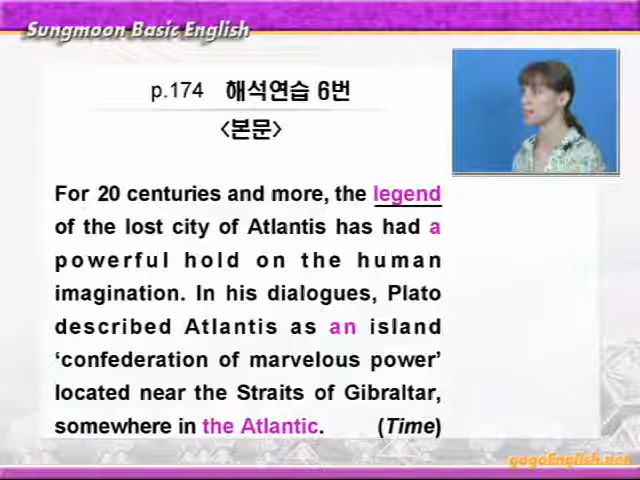 Sungmoon Basic English
p.174 해석연습 6번
<본문>
For 20 centuries and more, the legend
of the lost city of Atlantis has had a
powerful hold on the human
imagination. In his dialogues, Plato
described Atlantis as an island
‘confederation of marvelous power’
located near the Straits of Gibraltar,
somewhere in the Atlantic. (Time)
gogoEnglish.net